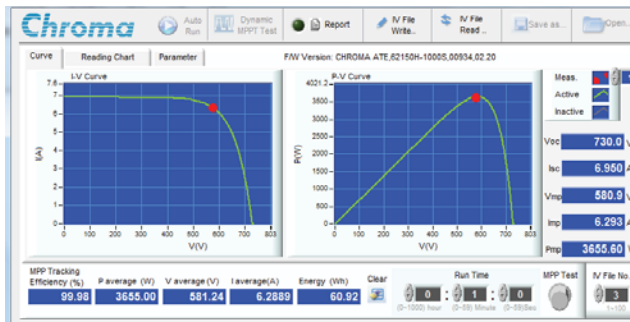 Chroma
Auto Run
Dynamic MPPT Test
Report
IV File Write..
IV File Read ..
Save as...
Open..
Curve
Reading Chart
Parameter
F/W Version: CHROMA ATE,62150H-1000S,00934,02.20
I-V Curve
7.6
7
6
5
4
3
2
1
0
I(A)
0 100 200 300 400 500 600 700 803
V(V)
P-V Curve
4021.2
3600
3000
2500
2000
1500
1000
500
0
P(W)
0 100 200 300 400 500 600 700 803
V(V)
Meas.
Active
Inactive
Voc 730.0 V
Isc 6.950 A
Vmp 580.9 V
Imp 6.293 A
Pmp 3655.60 W
MPP Tracking
Efficiency (%) P average (W) V average(V) I average(A) Energy (Wh) Clear
99.98 3655.00 581.24 6.2889 60.92
Run Time
0 : 1 : 0
(0~1000) hour (0~59) Minute (0~59)Sec
MPP Test
IV File No.
3
1~100